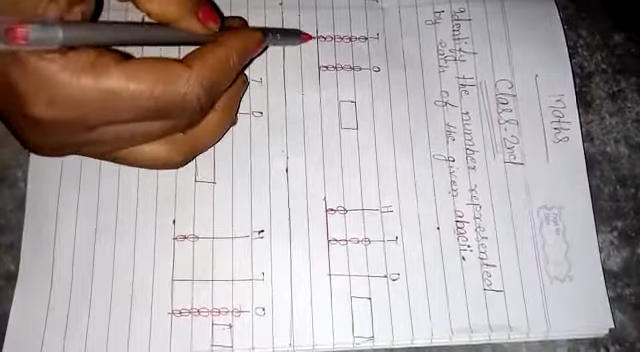 Maths
Class-2nd
Identify the number represented
by each of the given abacii.
T O
H T O
T O
H T O